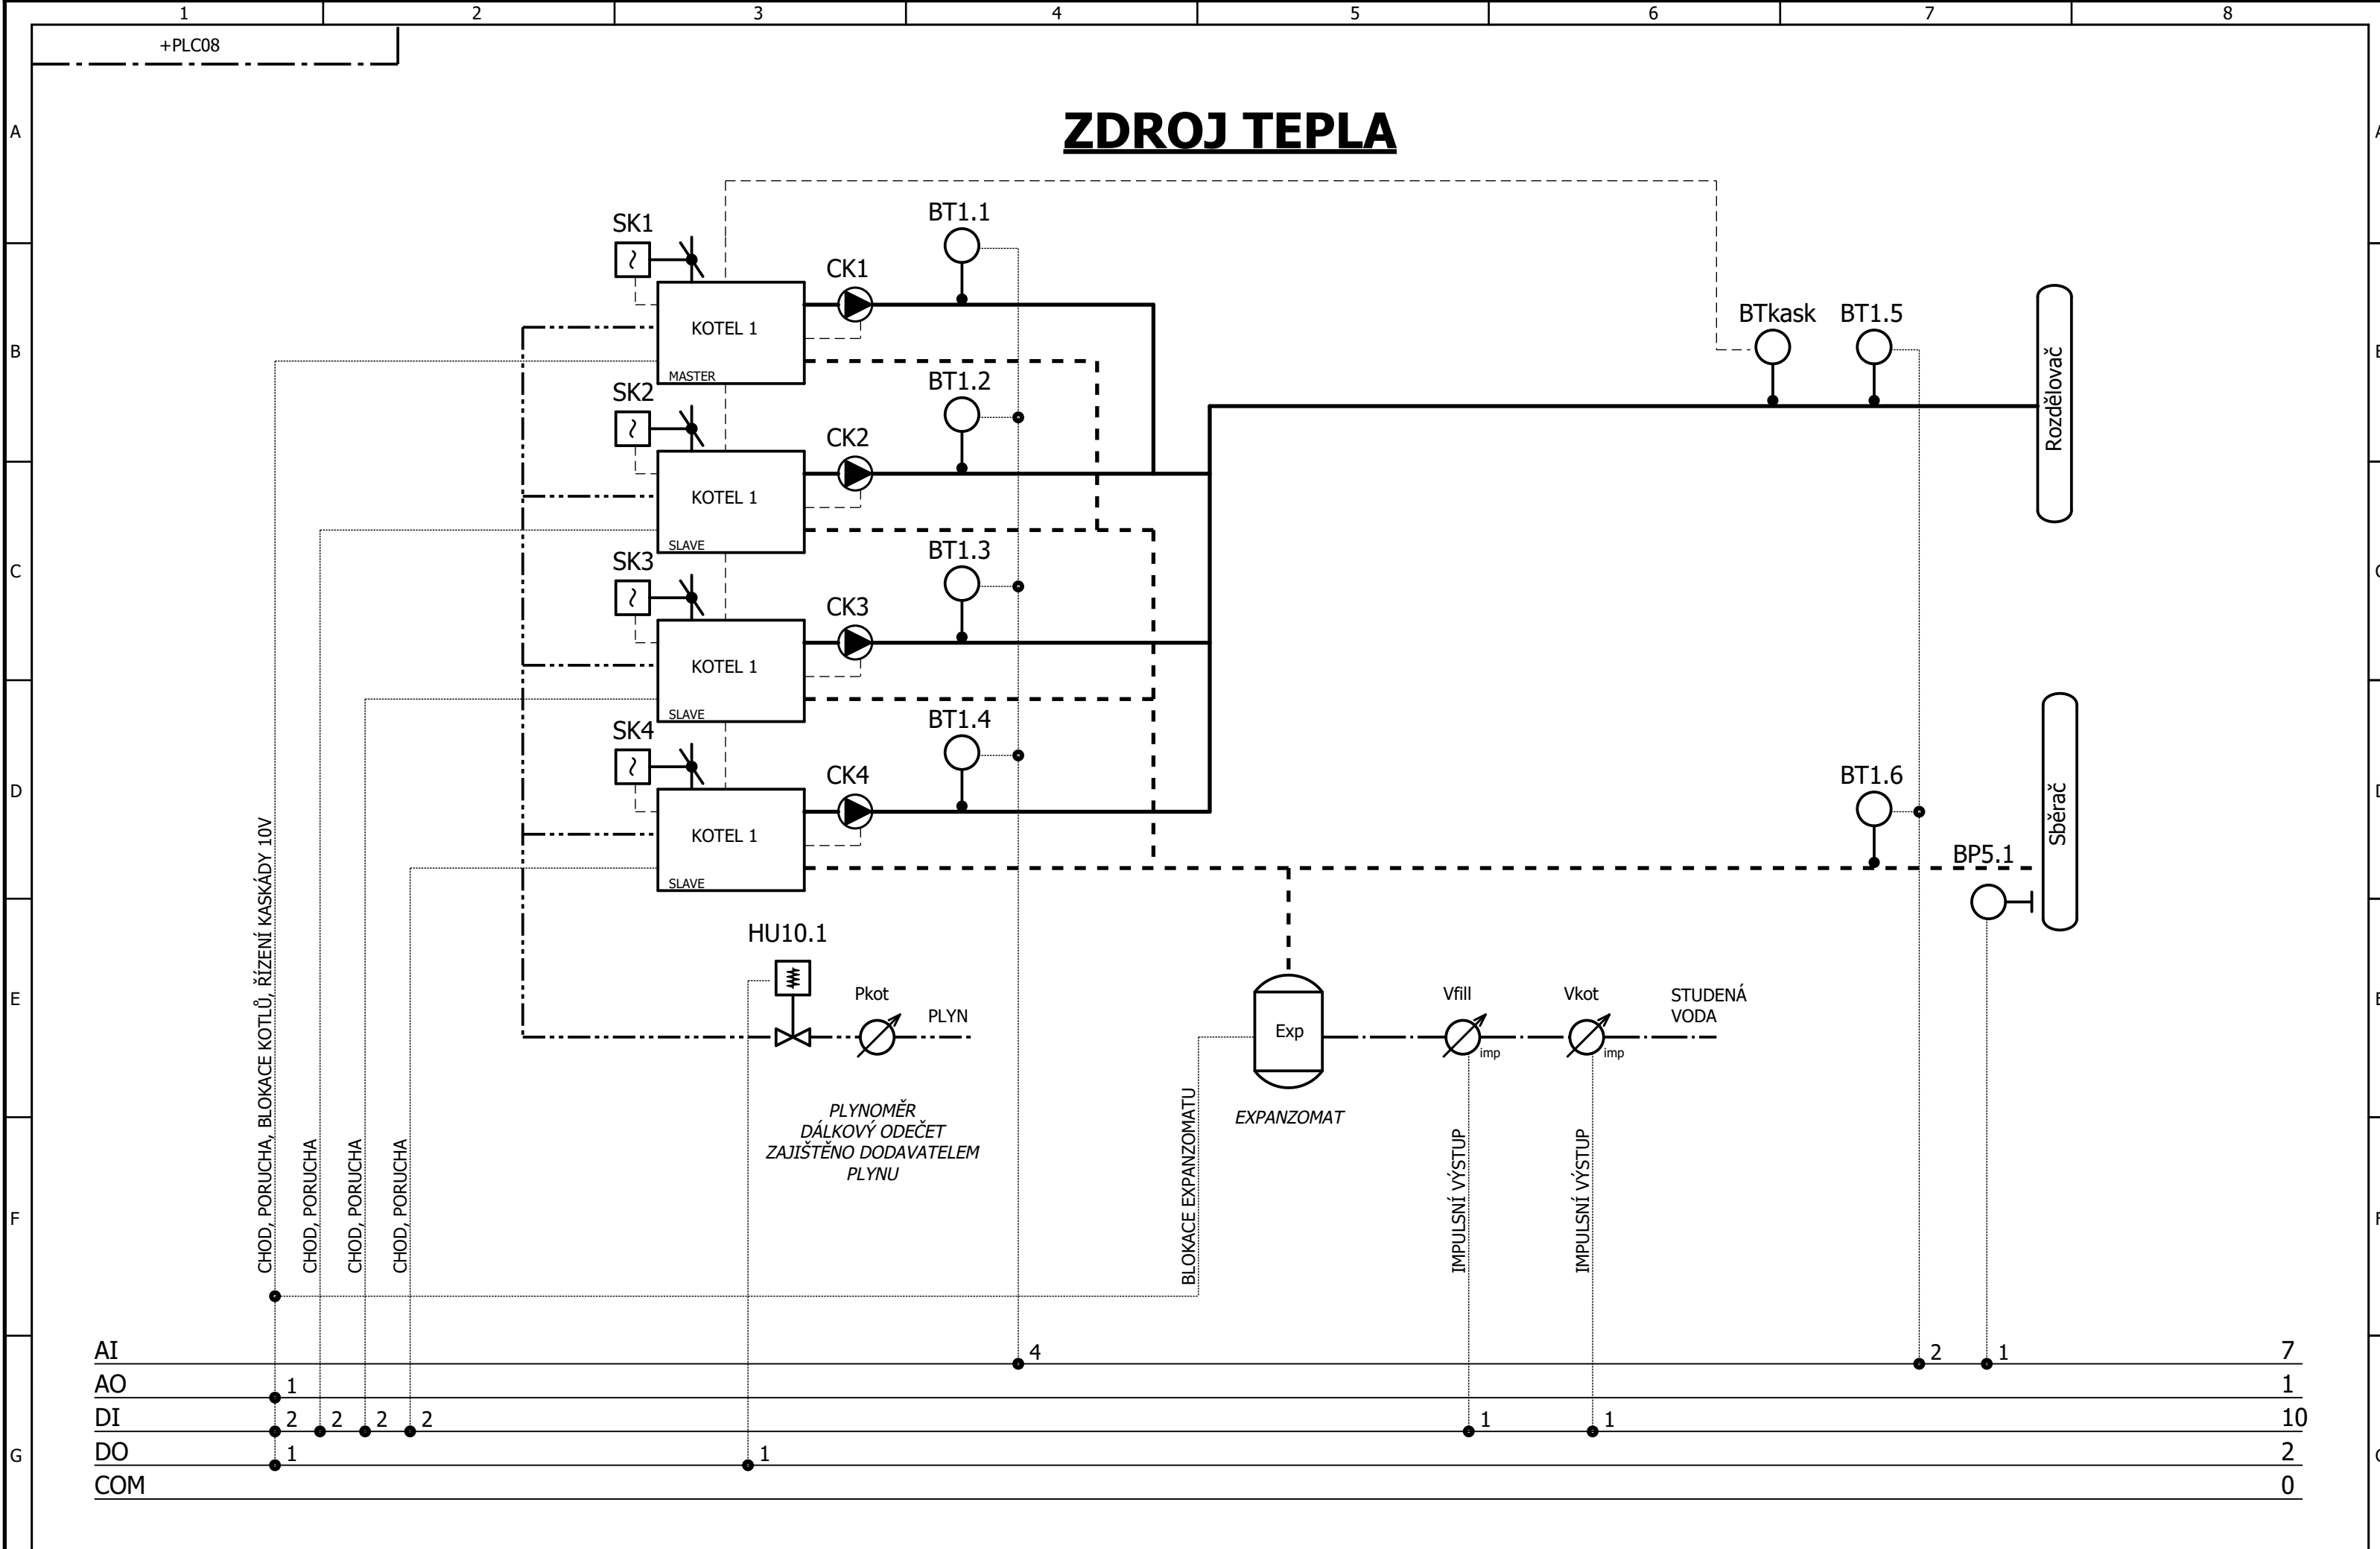 1 2 3 4 5 6 7 8
+PLC08
ZDROJ TEPLA
A
B
C
D
E
F
G
SK1
BT1.1
CK1
KOTEL 1
MASTER
BTkask
BT1.5
Rozdělovač
SK2
BT1.2
CK2
KOTEL 1
SLAVE
SK3
BT1.3
CK3
KOTEL 1
SLAVE
SK4
BT1.4
CK4
KOTEL 1
SLAVE
BT1.6
BP5.1
Sběrač
HU10.1
Pkot
PLYN
PLYNOMĚR
DÁLKOVÝ ODEČET
ZAJIŠTĚNO DODAVATELEM
PLYNU
Exp
EXPANZOMAT
Vfill
imp
Vkot
imp
STUDENÁ
VODA
CHOD, PORUCHA, BLOKACE KOTLŮ, ŘÍZENÍ KASKÁDY 10V
CHOD, PORUCHA
CHOD, PORUCHA
CHOD, PORUCHA
BLOKACE EXPANZOMATU
IMPULSNÍ VÝSTUP
IMPULSNÍ VÝSTUP
AI 4 2 1 7
AO 1 1
DI 2 2 2 2 1 1 10
DO 1 1 2
COM 0